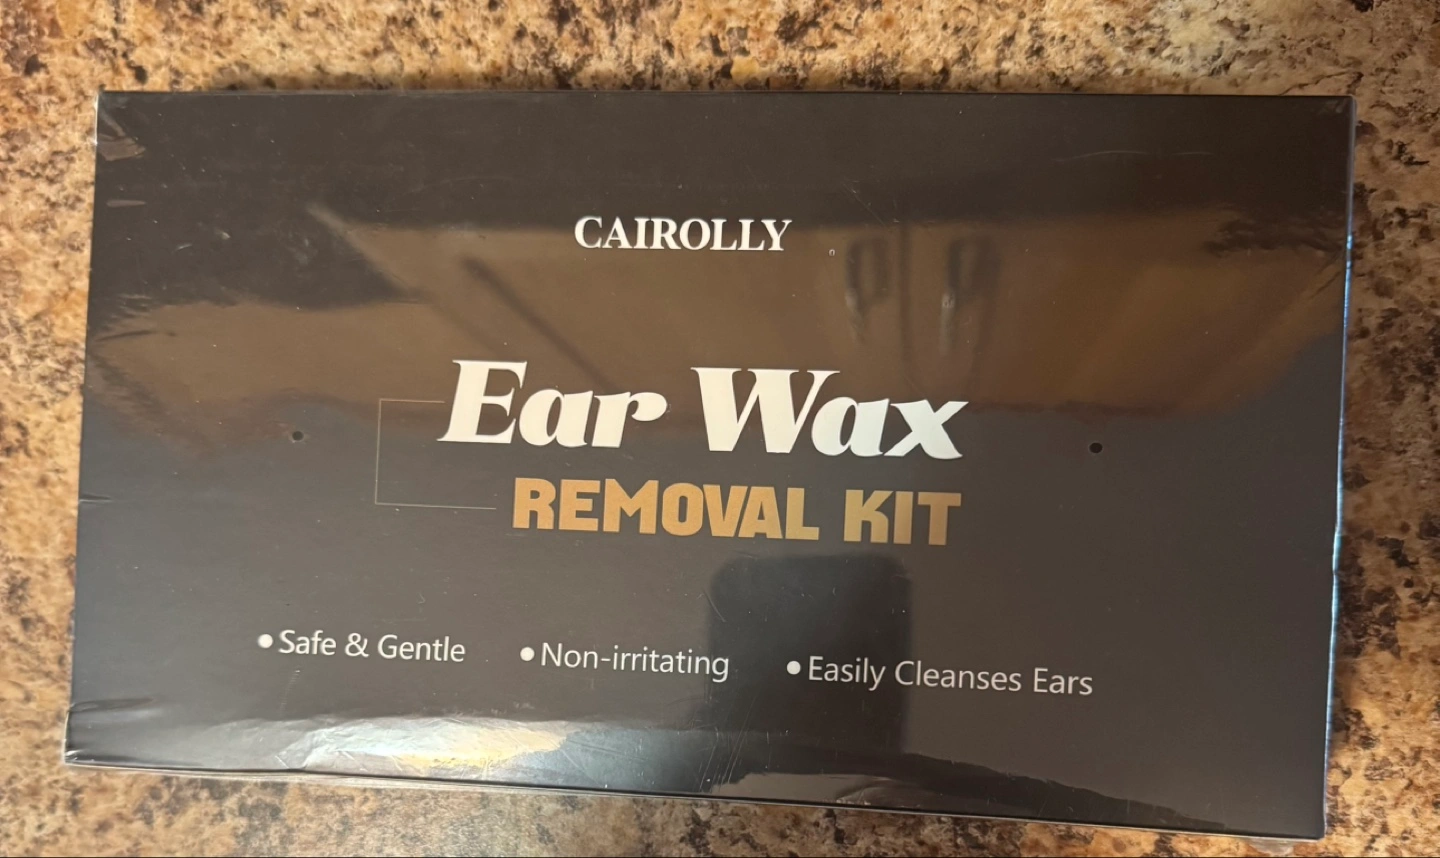 CAIROLLY
Ear Wax
REMOVAL KIT
•Safe & Gentle •Non-irritating •Easily Cleanses Ears